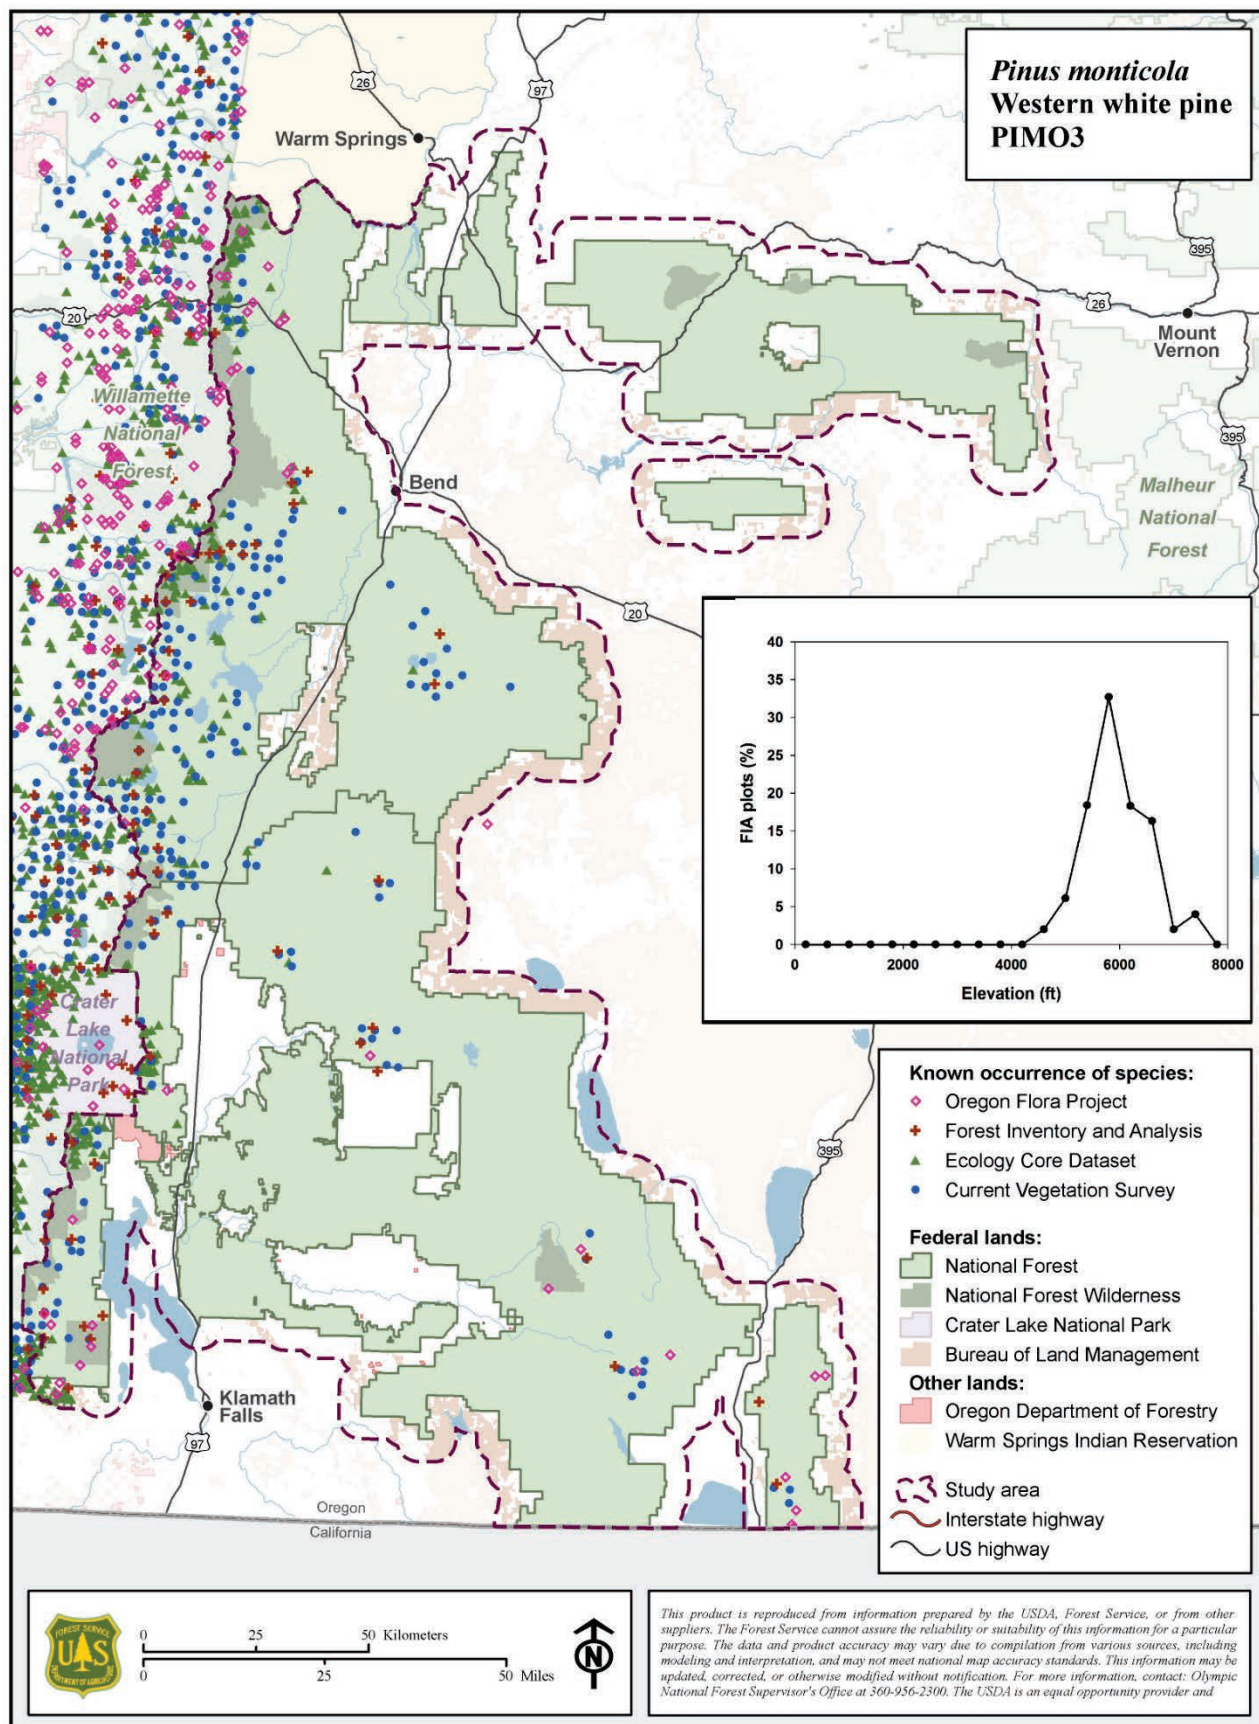 Pinus monticola
Western white pine
PIMO3
26
97
Warm Springs
395
20
26
Mount
Vernon
Willamette
National
Forest
395
Bend
Malheur
National
Forest
20
40
35
30
25
20
15
10
5
0
FIA plots (%)
0 2000 4000 6000 8000
Elevation (ft)
Crater
Lake
National
Park
Known occurrence of species:
Oregon Flora Project
Forest Inventory and Analysis
Ecology Core Dataset
Current Vegetation Survey
395
Federal lands:
National Forest
National Forest Wilderness
Crater Lake National Park
Bureau of Land Management
Other lands:
Oregon Department of Forestry
Warm Springs Indian Reservation
Study area
Interstate highway
US highway
Klamath
Falls
97
Oregon
California
FOREST SERVICE
U S
DEPARTMENT OF AGRICULTURE
0 25 50 Kilometers
0 25 50 Miles
N
This product is reproduced from information prepared by the USDA, Forest Service, or from other
suppliers. The Forest Service cannot assure the reliability or suitability of this information for a particular
purpose. The data and product accuracy may vary due to compilation from various sources, including
modeling and interpretation, and may not meet national map accuracy standards. This information may be
updated, corrected, or otherwise modified without notification. For more information, contact: Olympic
National Forest Supervisor's Office at 360-956-2300. The USDA is an equal opportunity provider and